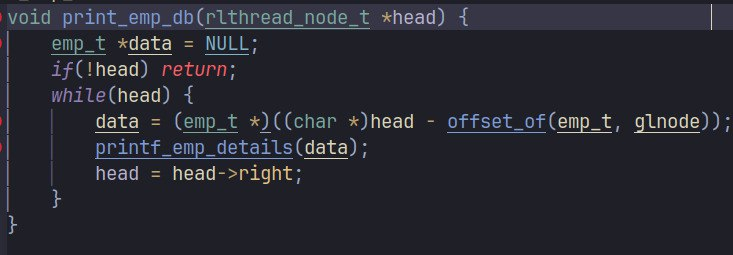 void print_emp_db(rlthread_node_t *head) {
    emp_t *data = NULL;
    if(!head) return;
    while(head) {
        data = (emp_t *)((char *)head - offset_of(emp_t, glnode));
        printf_emp_details(data);
        head = head->right;
    }
}